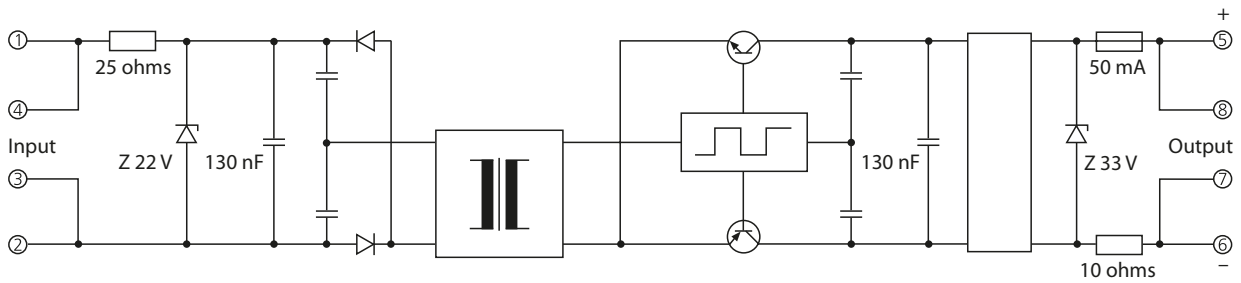 +
① ⑤
25 ohms 50 mA
④ ⑧
Input Output
Z 22 V 130 nF 130 nF Z 33 V
③ ⑦
② ⑥
10 ohms −